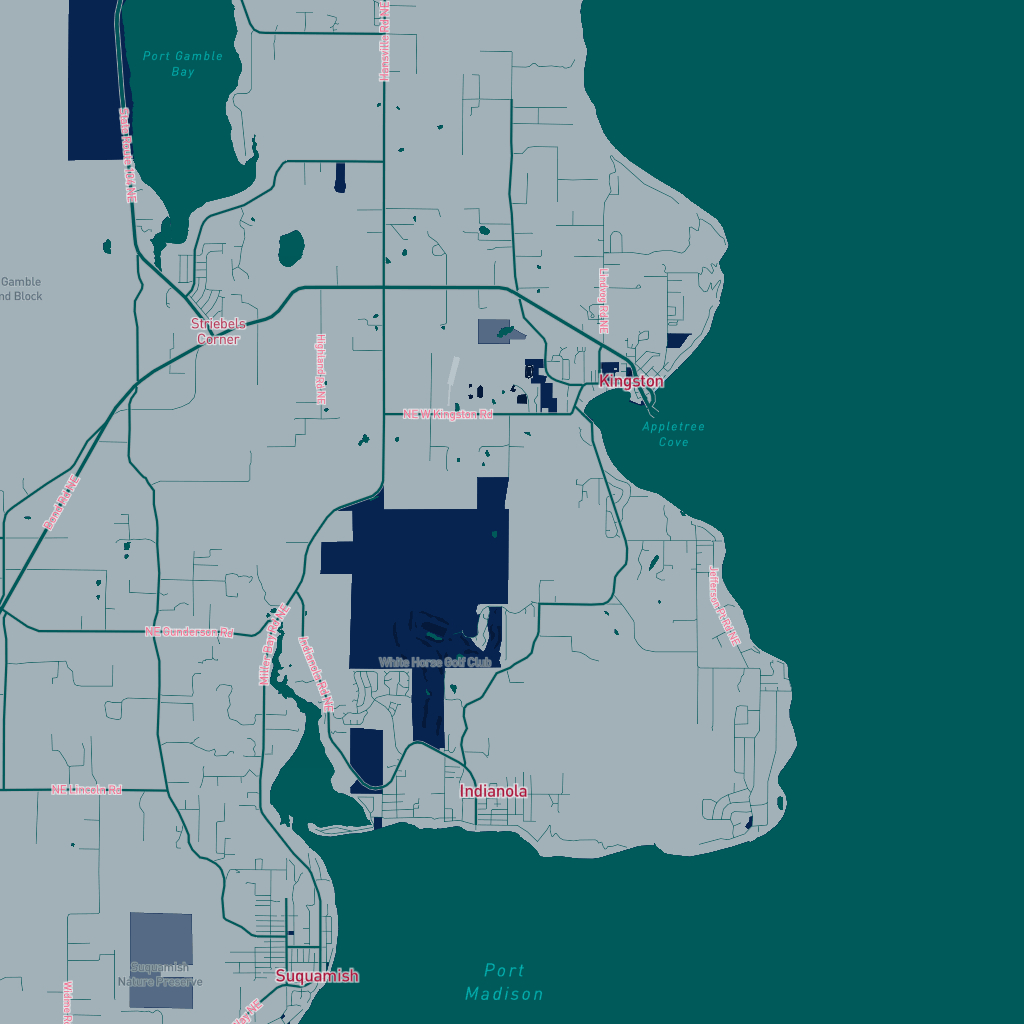 Hansville Rd NE
Port Gamble
Bay
State Route 104 NE
Gamble
nd Block
Striebels
Corner
Lindvog Rd NE
Highland Rd NE
Kingston
NE W Kingston Rd
Appletree
Cove
Bond Rd NE
Jefferson Pt Rd NE
NE Gunderson Rd
Miller Bay Rd NE
Indianola Rd NE
White Horse Golf Club
NE Lincoln Rd
Indianola
Suquamish
Nature Preserve
Suquamish
Port
Madison
Widme Rd
Way NE